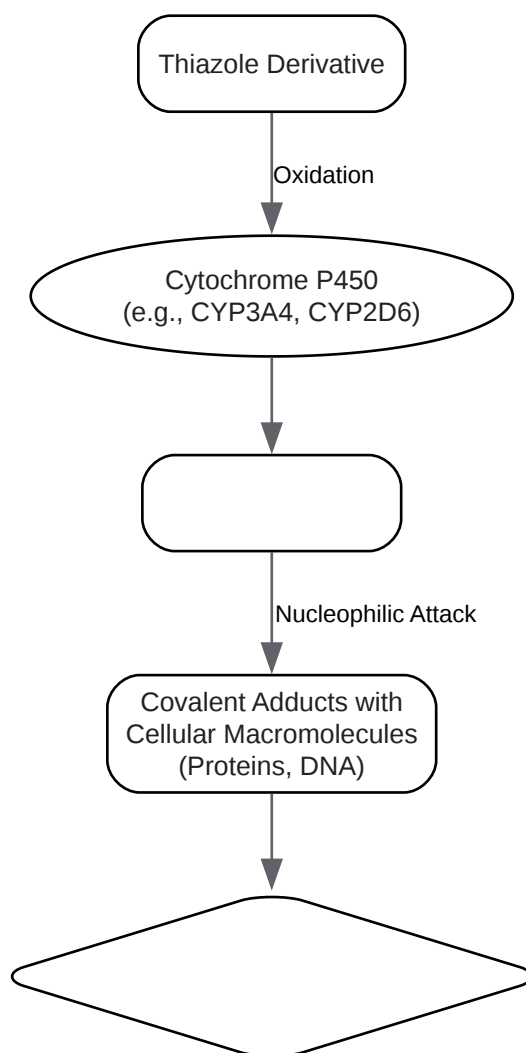 Thiazole Derivative
Oxidation
Cytochrome P450
(e.g., CYP3A4, CYP2D6)
Nucleophilic Attack
Covalent Adducts with
Cellular Macromolecules
(Proteins, DNA)